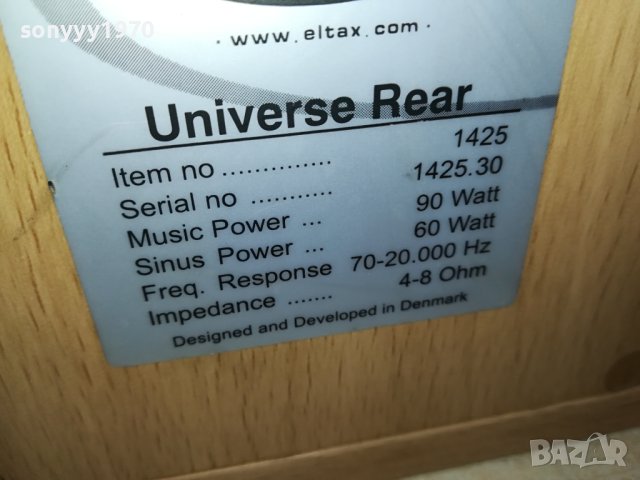 sonyyy1970
· www.eltax.com ·
Universe Rear
Item no .............. 1425
Serial no ........... 1425.30
Music Power ... 90 Watt
Sinus Power ... 60 Watt
Freq. Response 70-20.000 Hz
Impedance ....... 4-8 Ohm
Designed and Developed in Denmark
BAZAR